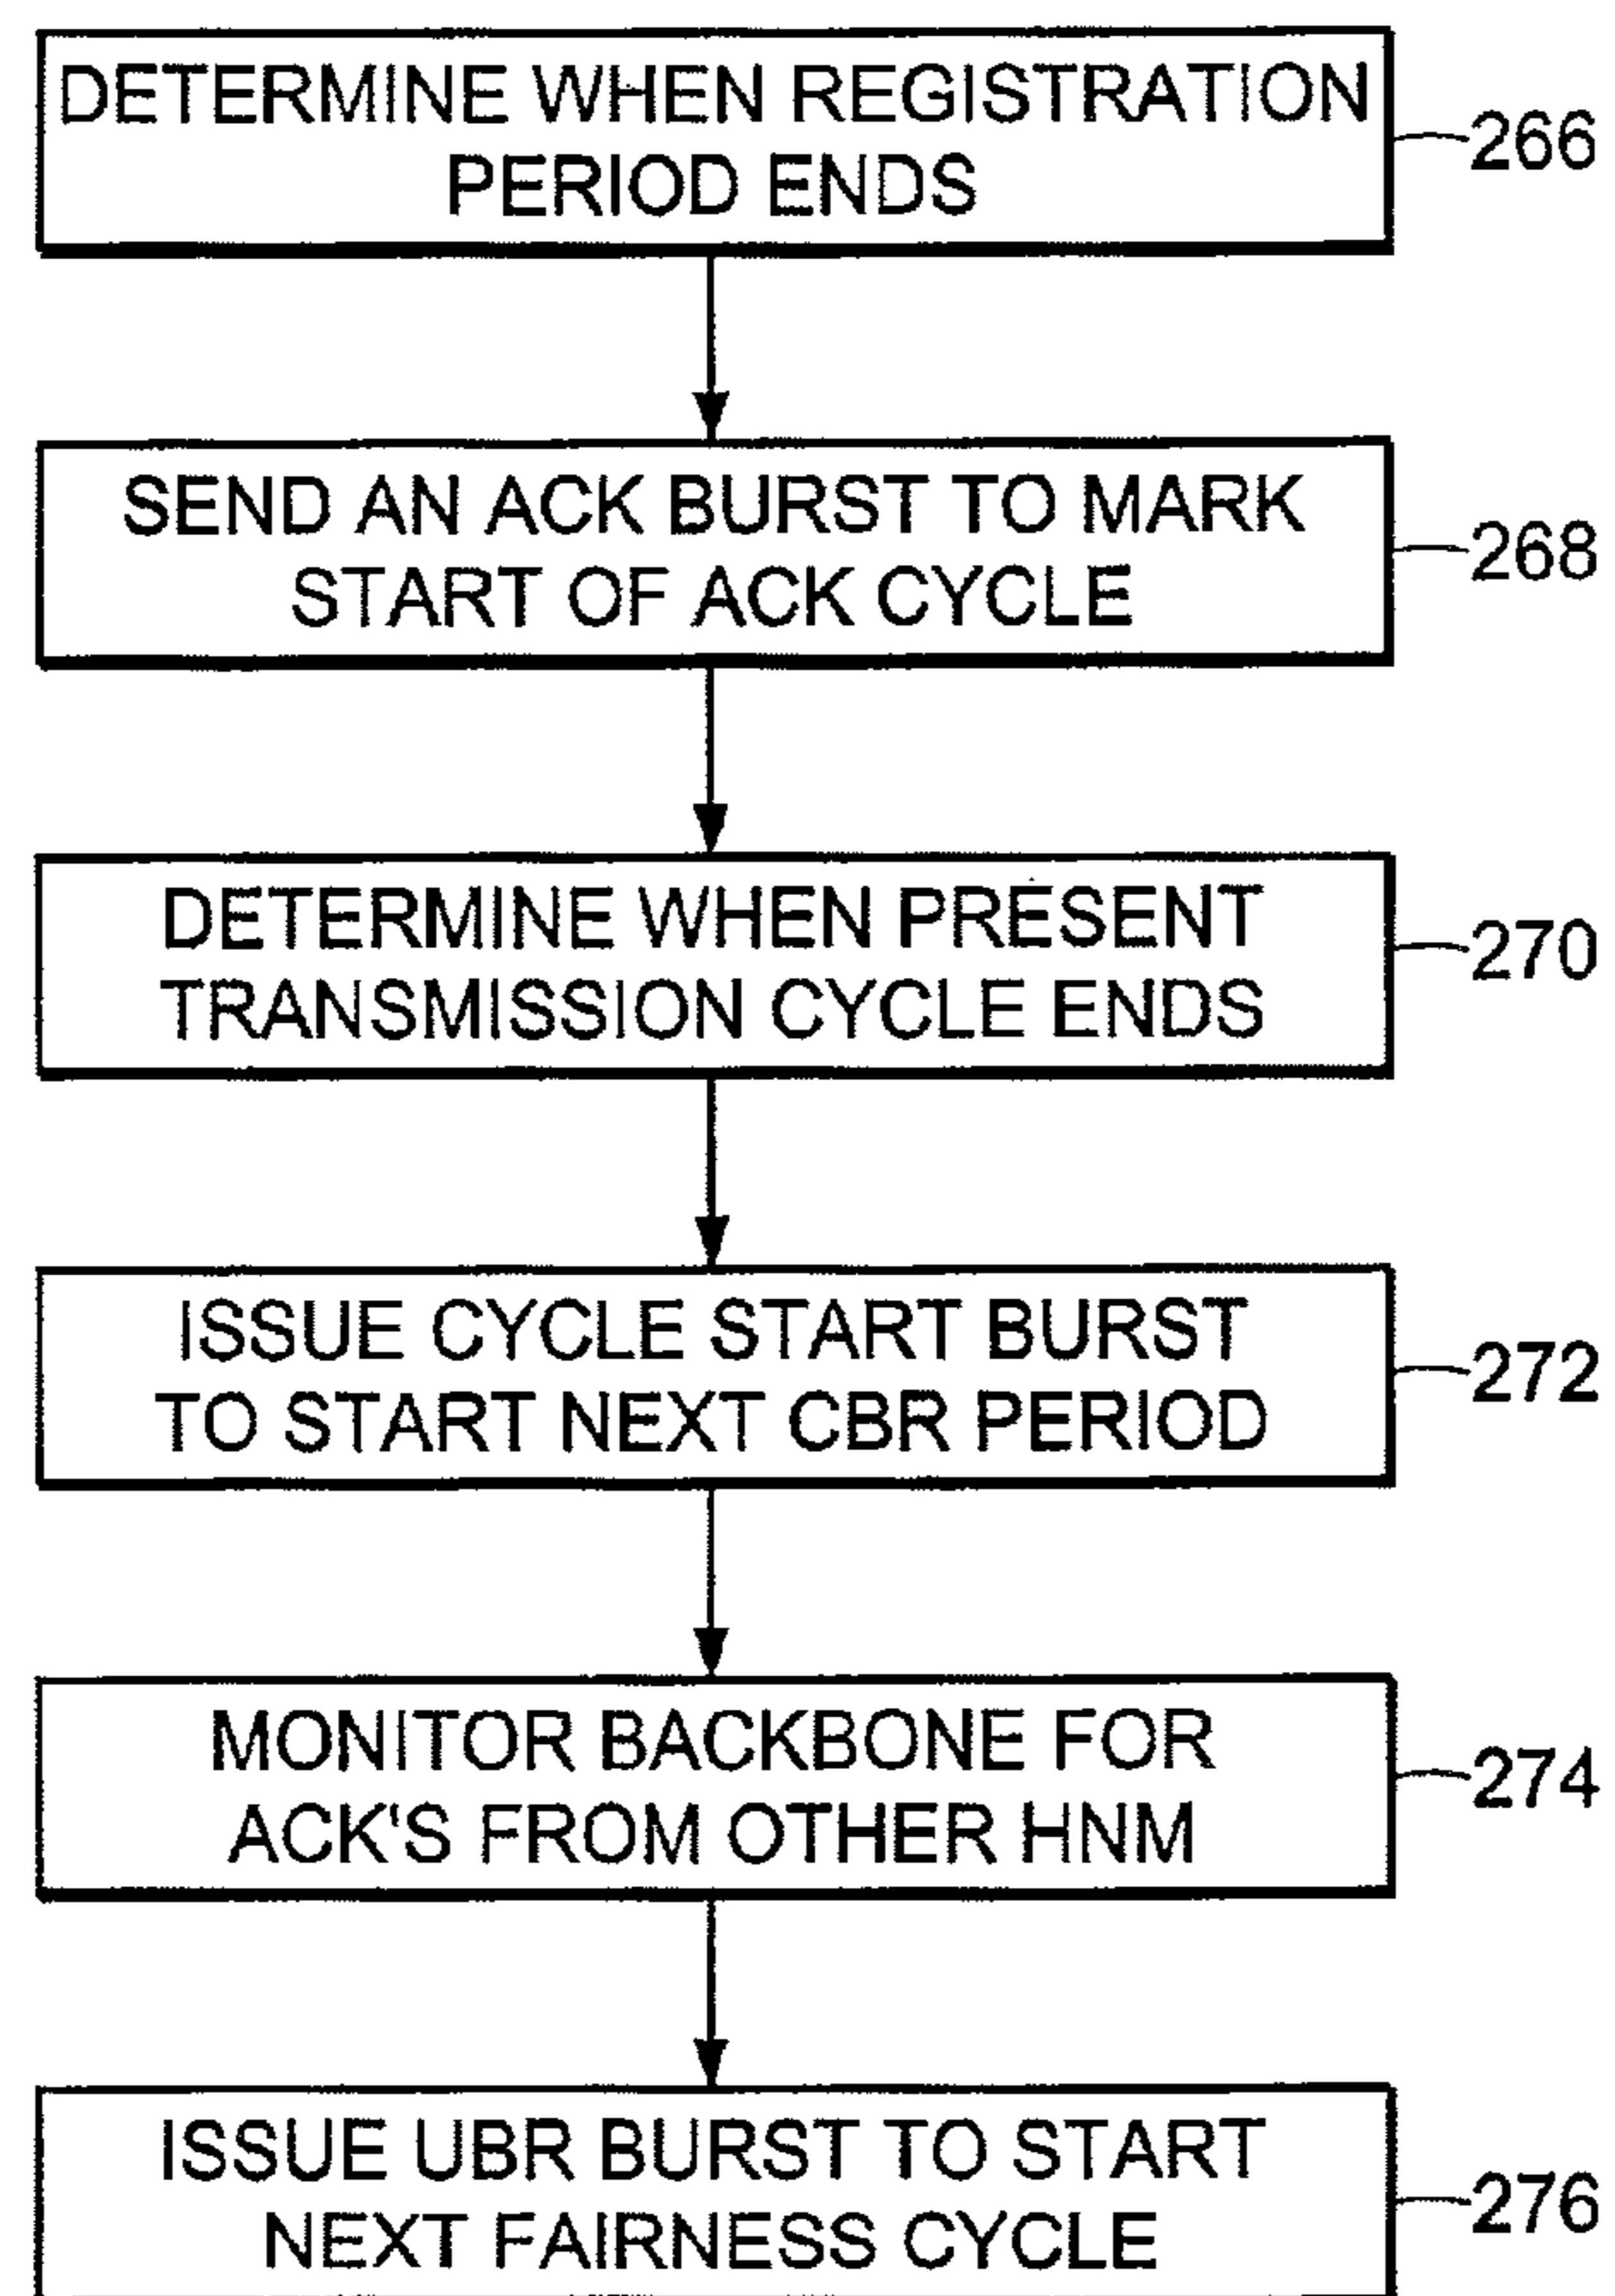 DETERMINE WHEN REGISTRATION
PERIOD ENDS
266
SEND AN ACK BURST TO MARK
START OF ACK CYCLE
268
DETERMINE WHEN PRESENT
TRANSMISSION CYCLE ENDS
270
ISSUE CYCLE START BURST
TO START NEXT CBR PERIOD
272
MONITOR BACKBONE FOR
ACK'S FROM OTHER HNM
274
ISSUE UBR BURST TO START
NEXT FAIRNESS CYCLE
276